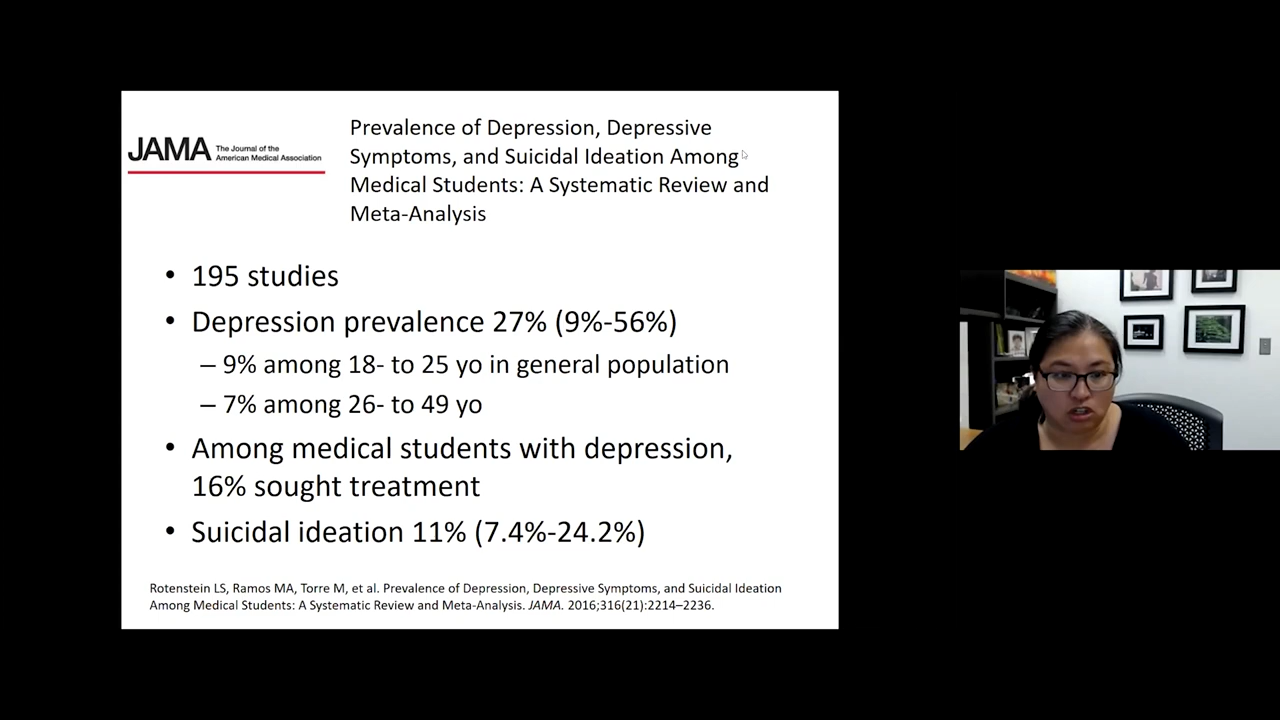 JAMA The Journal of the
American Medical Association
Prevalence of Depression, Depressive
Symptoms, and Suicidal Ideation Among
Medical Students: A Systematic Review and
Meta-Analysis
• 195 studies
• Depression prevalence 27% (9%-56%)
– 9% among 18- to 25 yo in general population
– 7% among 26- to 49 yo
• Among medical students with depression,
16% sought treatment
• Suicidal ideation 11% (7.4%-24.2%)
Rotenstein LS, Ramos MA, Torre M, et al. Prevalence of Depression, Depressive Symptoms, and Suicidal Ideation
Among Medical Students: A Systematic Review and Meta-Analysis. JAMA. 2016;316(21):2214–2236.